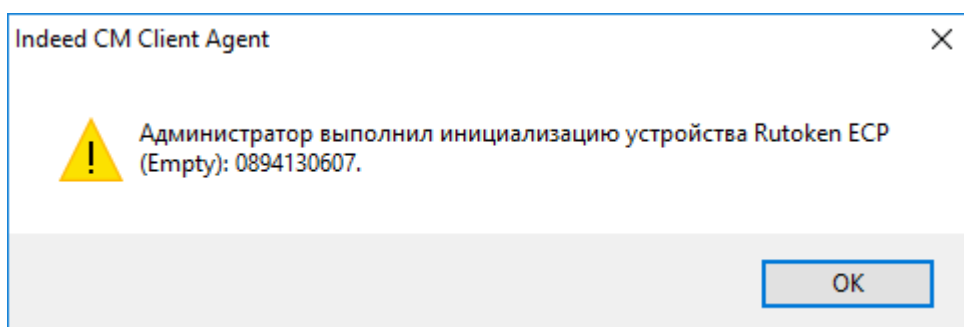 Indeed CM Client Agent
Администратор выполнил инициализацию устройства Rutoken ECP
(Empty): 0894130607.
OK